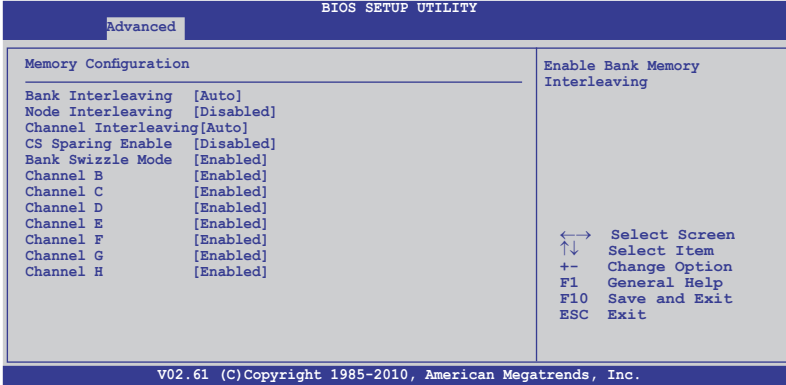 BIOS SETUP UTILITY
Advanced
Memory Configuration
Bank Interleaving [Auto]
Node Interleaving [Disabled]
Channel Interleaving[Auto]
CS Sparing Enable [Disabled]
Bank Swizzle Mode [Enabled]
Channel B [Enabled]
Channel C [Enabled]
Channel D [Enabled]
Channel E [Enabled]
Channel F [Enabled]
Channel G [Enabled]
Channel H [Enabled]
Enable Bank Memory
Interleaving
←→ Select Screen
↑↓ Select Item
+- Change Option
F1 General Help
F10 Save and Exit
ESC Exit
V02.61 (C)Copyright 1985-2010, American Megatrends, Inc.